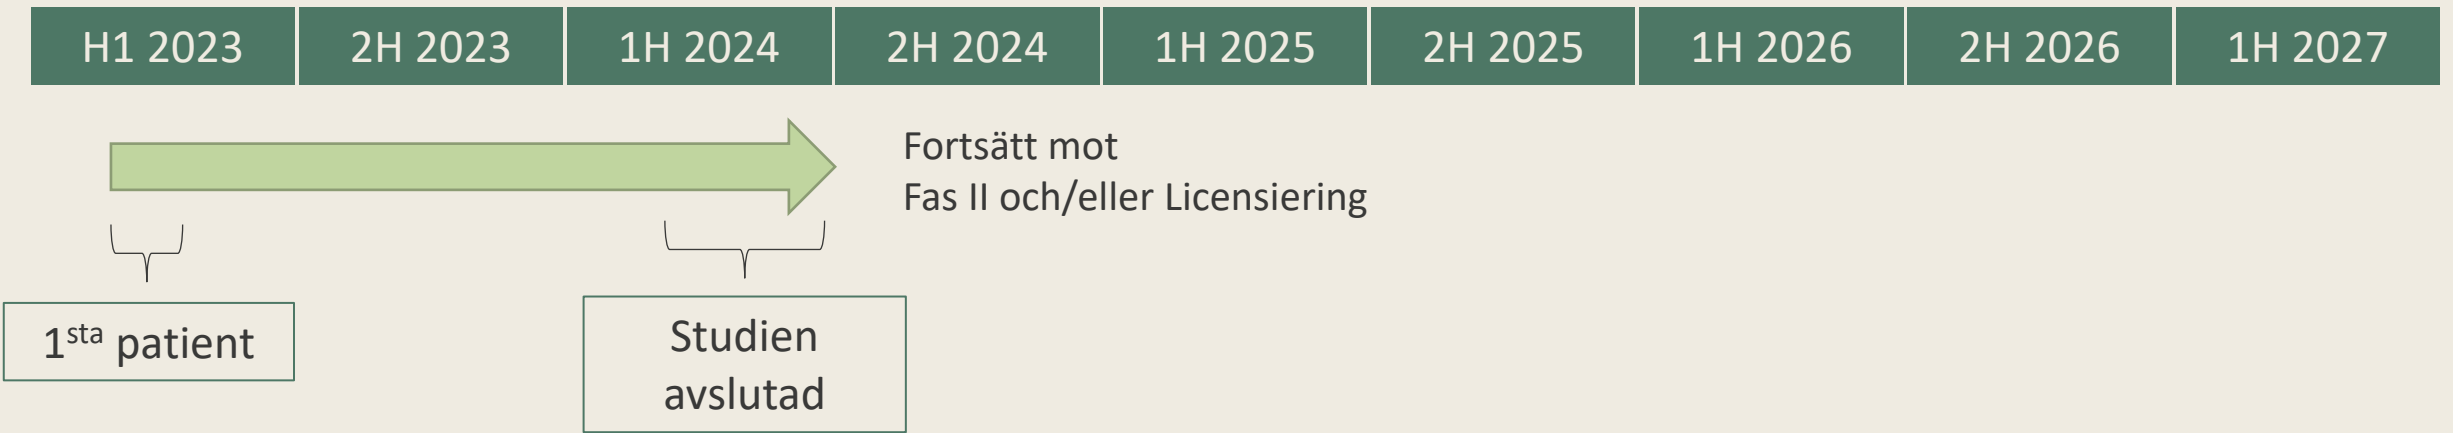 H1 2023 2H 2023 1H 2024 2H 2024 1H 2025 2H 2025 1H 2026 2H 2026 1H 2027
Fortsätt mot
Fas II och/eller Licensiering
1sta patient
Studien
avslutad